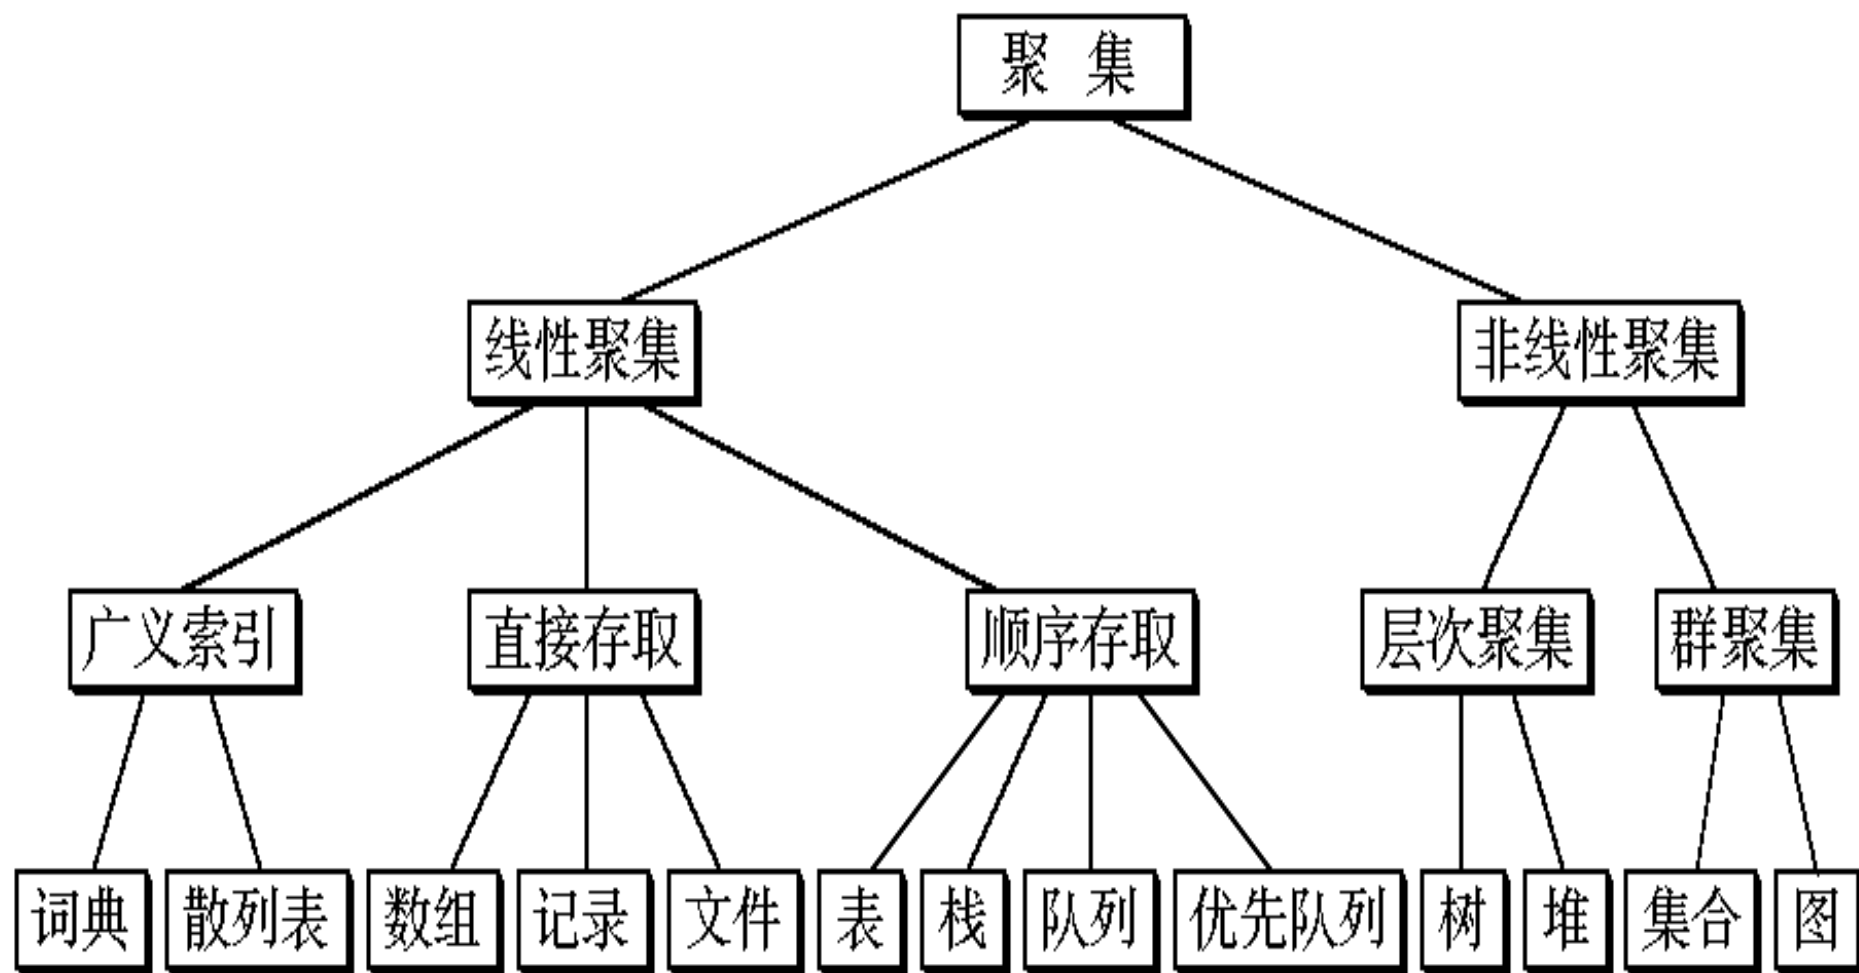 聚 集
线性聚集 非线性聚集
广义索引 直接存取 顺序存取 层次聚集 群聚集
词典 散列表 数组 记录 文件 表 栈 队列 优先队列 树 堆 集合 图